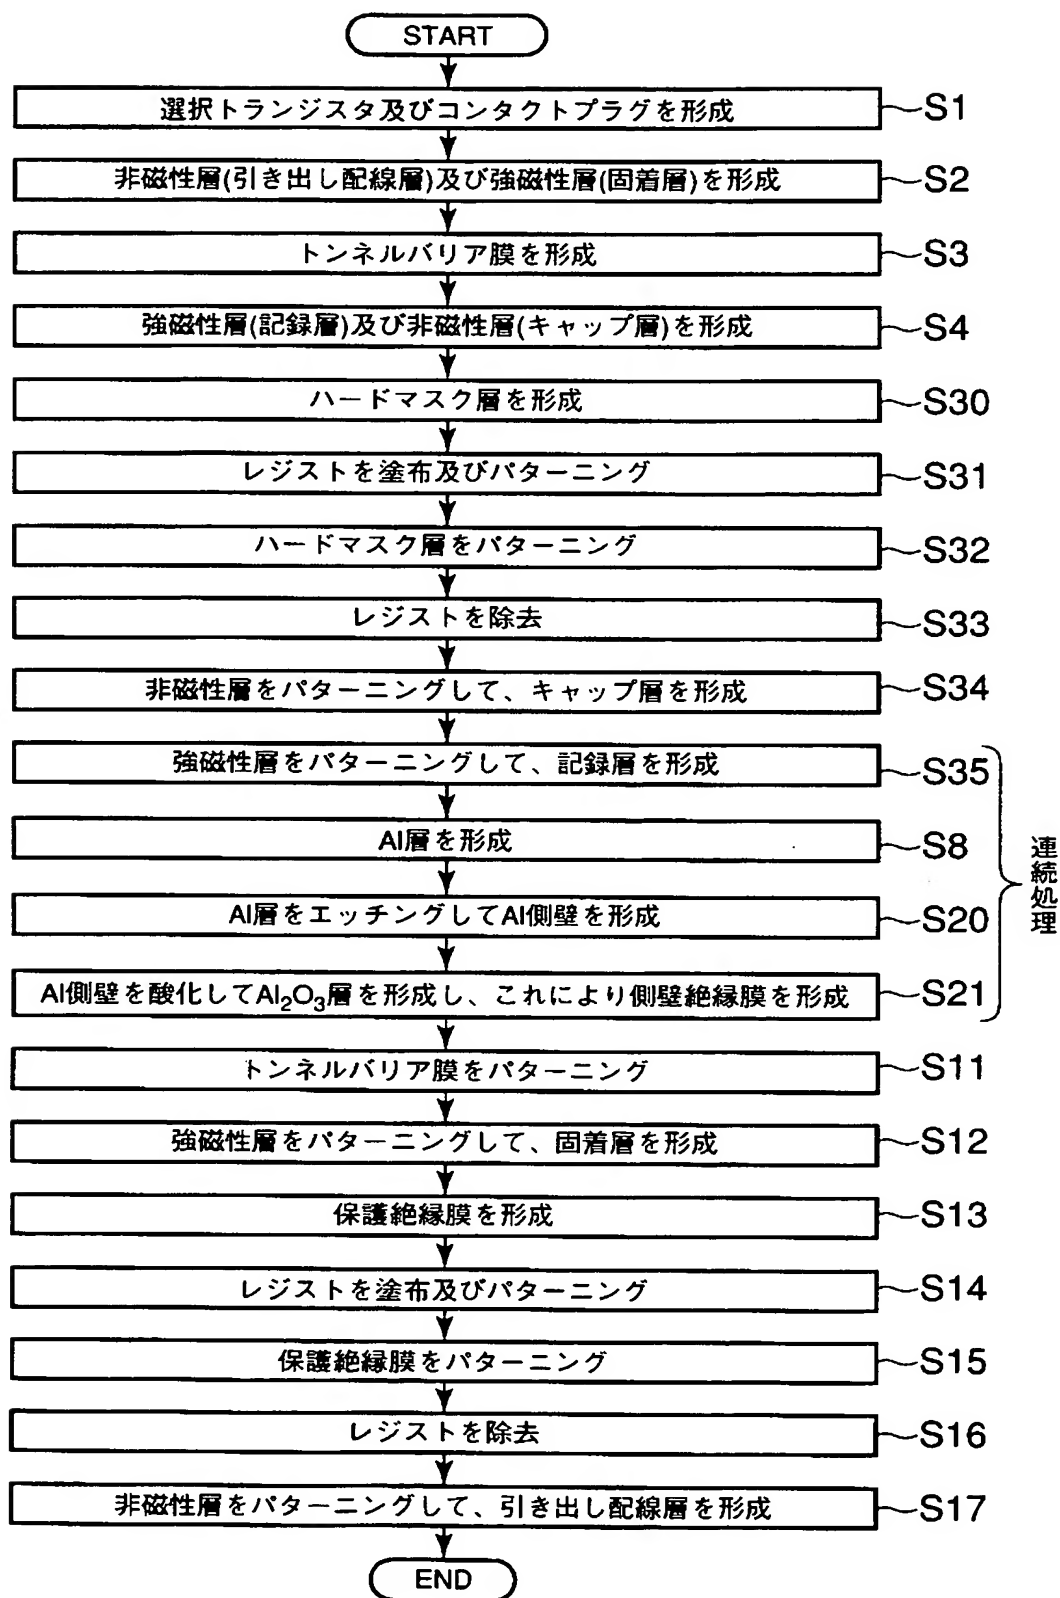 START
選択トランジスタ及びコンタクトプラグを形成 S1
非磁性層(引き出し配線層)及び強磁性層(固着層)を形成 S2
トンネルバリア膜を形成 S3
強磁性層(記録層)及び非磁性層(キャップ層)を形成 S4
ハードマスク層を形成 S30
レジストを塗布及びパターニング S31
ハードマスク層をパターニング S32
レジストを除去 S33
非磁性層をパターニングして、キャップ層を形成 S34
強磁性層をパターニングして、記録層を形成 S35
Al層を形成 S8
Al層をエッチングしてAl側壁を形成 S20
Al側壁を酸化してAl₂O₃層を形成し、これにより側壁絶縁膜を形成 S21
連続処理
トンネルバリア膜をパターニング S11
強磁性層をパターニングして、固着層を形成 S12
保護絶縁膜を形成 S13
レジストを塗布及びパターニング S14
保護絶縁膜をパターニング S15
レジストを除去 S16
非磁性層をパターニングして、引き出し配線層を形成 S17
END